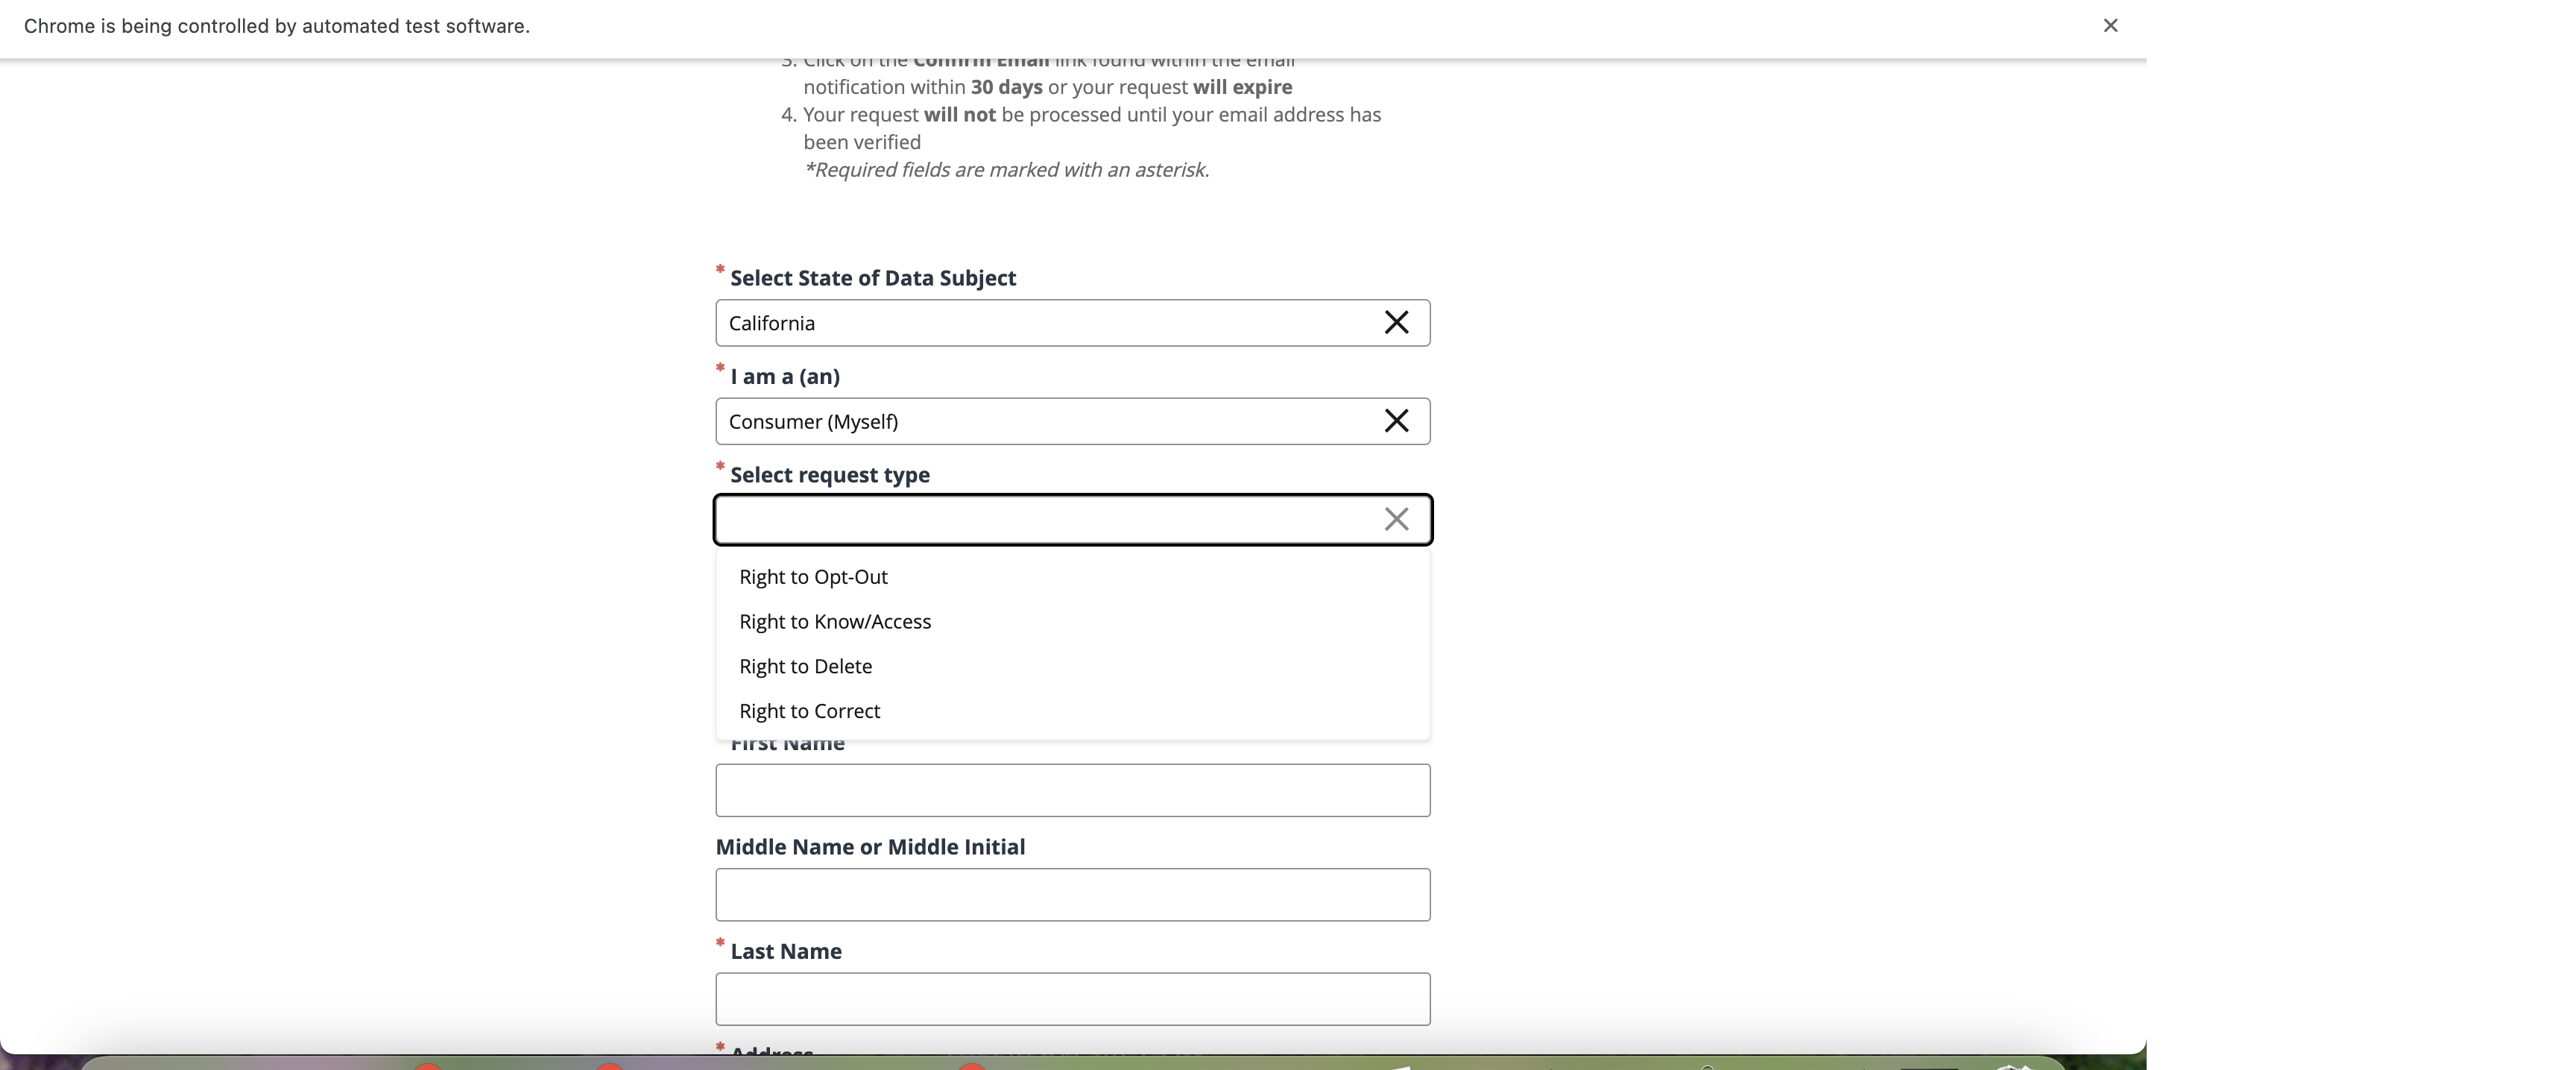 Chrome is being controlled by automated test software.
3. Click on the Confirm Email link found within the email
notification within 30 days or your request will expire
4. Your request will not be processed until your email address has
been verified
*Required fields are marked with an asterisk.
* Select State of Data Subject
California
* I am a (an)
Consumer (Myself)
* Select request type
Right to Opt-Out
Right to Know/Access
Right to Delete
Right to Correct
First Name
Middle Name or Middle Initial
* Last Name
* Address